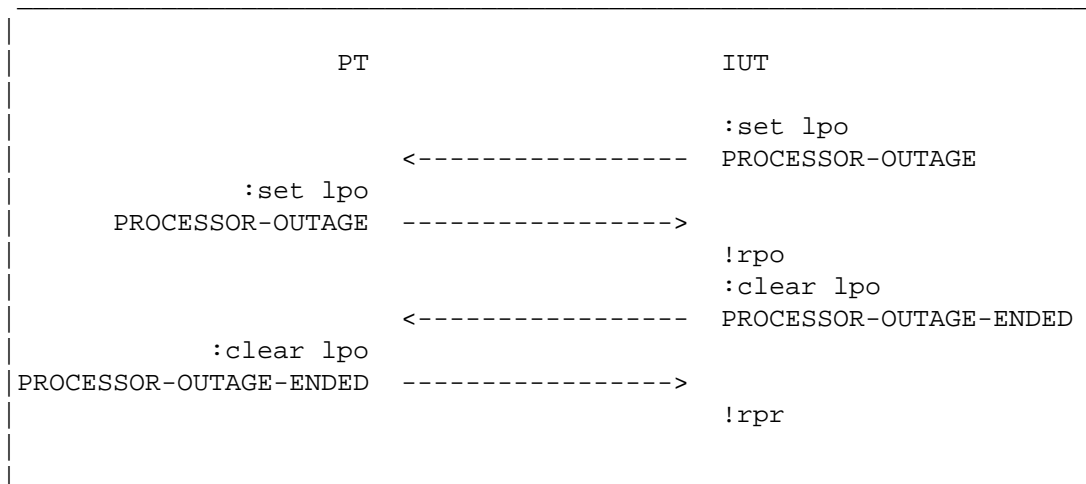 PT IUT
:set lpo
<----------------- PROCESSOR-OUTAGE
:set lpo
PROCESSOR-OUTAGE ----------------->
!rpo
:clear lpo
<----------------- PROCESSOR-OUTAGE-ENDED
:clear lpo
PROCESSOR-OUTAGE-ENDED ----------------->
!rpr